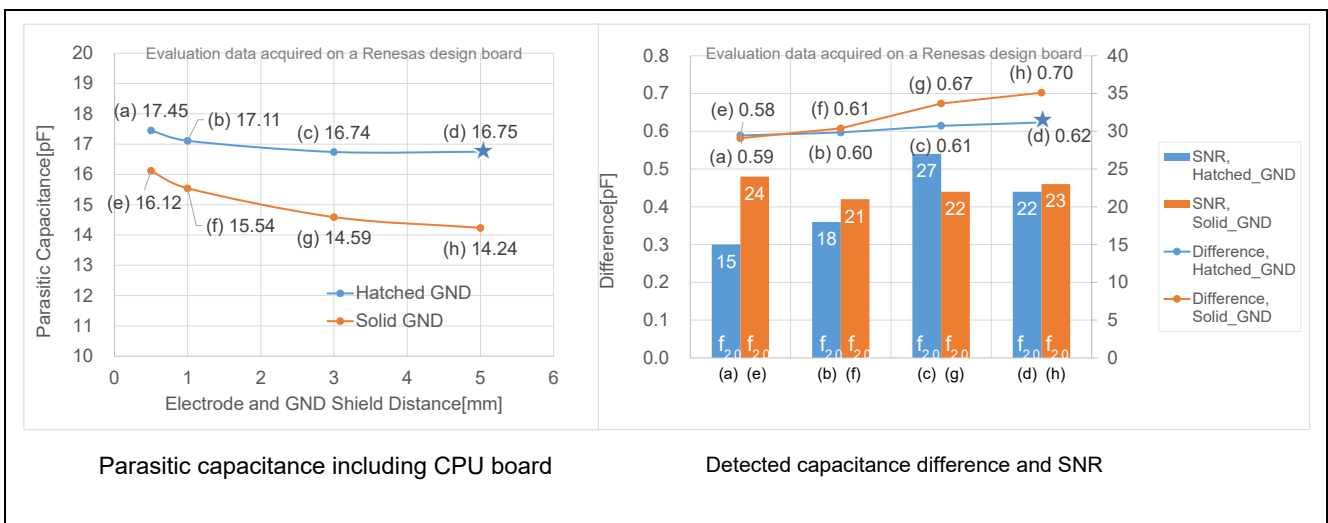 Evaluation data acquired on a Renesas design board
Parasitic Capacitance[pF]
20
19
18
17
16
15
14
13
12
11
10
(a) 17.45
(b) 17.11
(c) 16.74
(d) 16.75
(e) 16.12
(f) 15.54
(g) 14.59
(h) 14.24
Hatched GND
Solid GND
0
1
2
3
4
5
6
Electrode and GND Shield Distance[mm]
Parasitic capacitance including CPU board
Evaluation data acquired on a Renesas design board
Difference[pF]
0.8
0.7
0.6
0.5
0.4
0.3
0.2
0.1
0.0
40
35
30
25
20
15
10
5
0
(e) 0.58
(f) 0.61
(g) 0.67
(h) 0.70
(a) 0.59
(b) 0.60
(c) 0.61
(d) 0.62
15
24
18
21
27
22
22
23
f2.0 f2.0 f2.0 f2.0 f2.0 f2.0 f2.0 f2.0
(a) (e) (b) (f) (c) (g) (d) (h)
SNR,
Hatched_GND
SNR,
Solid_GND
Difference,
Hatched_GND
Difference,
Solid_GND
Detected capacitance difference and SNR